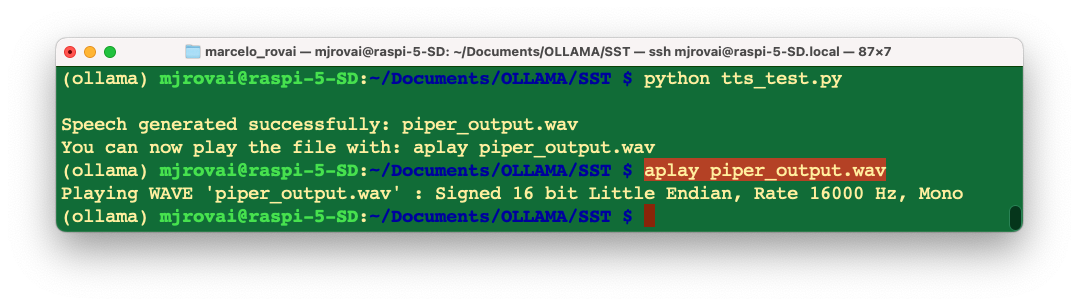 marcelo_rovai — mjrovai@raspi-5-SD: ~/Documents/OLLAMA/SST — ssh mjrovai@raspi-5-SD.local — 87×7
(ollama) mjrovai@raspi-5-SD:~/Documents/OLLAMA/SST $ python tts_test.py
Speech generated successfully: piper_output.wav
You can now play the file with: aplay piper_output.wav
(ollama) mjrovai@raspi-5-SD:~/Documents/OLLAMA/SST $ aplay piper_output.wav
Playing WAVE 'piper_output.wav' : Signed 16 bit Little Endian, Rate 16000 Hz, Mono
(ollama) mjrovai@raspi-5-SD:~/Documents/OLLAMA/SST $